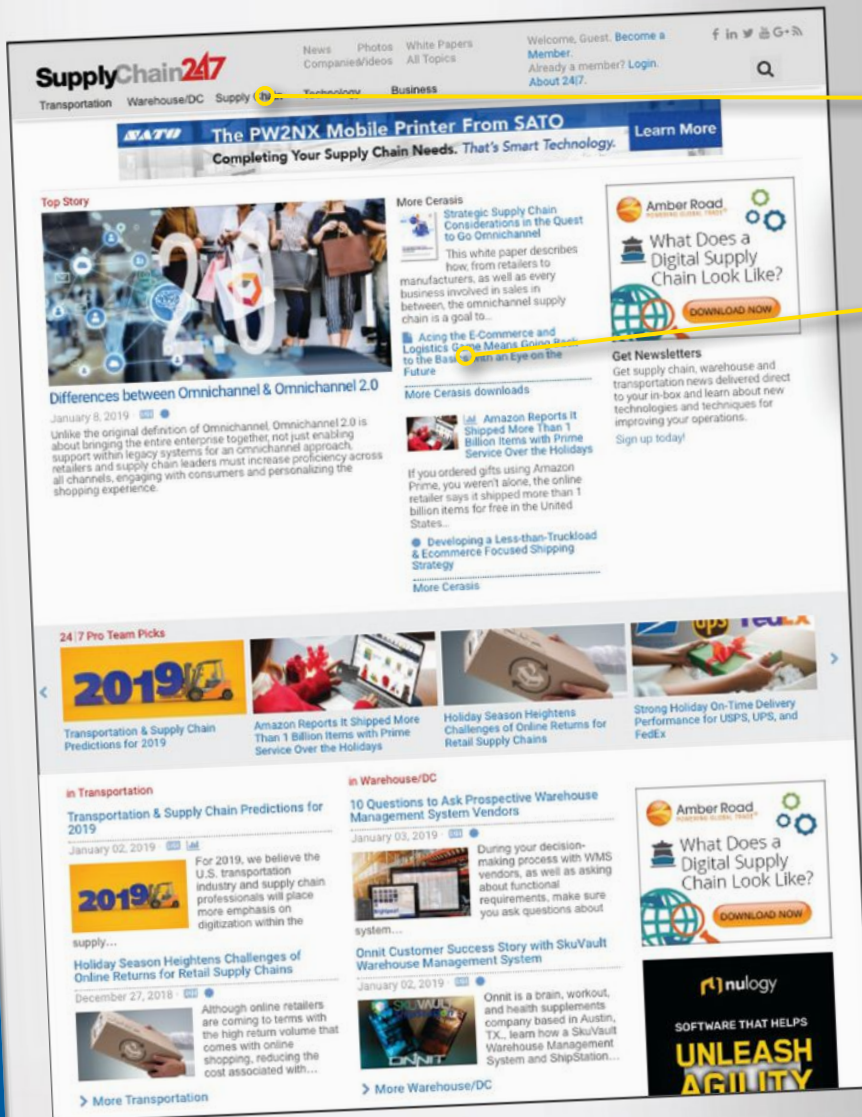 SupplyChain247
News Photos White Papers
Companies Videos All Topics
Welcome, Guest. Become a
Member.
Already a member? Login.
About 24|7.
f in G+
Transportation Warehouse/DC Supply Chain Technology Business
SATO The PW2NX Mobile Printer From SATO
Completing Your Supply Chain Needs. That's Smart Technology.
Learn More
Top Story
Differences between Omnichannel & Omnichannel 2.0
January 8, 2019 ·
Unlike the original definition of Omnichannel, Omnichannel 2.0 is
about bringing the entire enterprise together, not just enabling
support within legacy systems for an omnichannel approach,
retailers and supply chain leaders must increase proficiency across
all channels, engaging with consumers and personalizing the
shopping experience.
More Cerasis
Strategic Supply Chain
Considerations in the Quest
to Go Omnichannel
This white paper describes
how, from retailers to
manufacturers, as well as every
business involved in sales in
between, the omnichannel supply
chain is a goal to...
Acing the E-Commerce and
Logistics Game Means Going Back
to the Basics with an Eye on the
Future
More Cerasis downloads
Amazon Reports It
Shipped More Than 1
Billion Items with Prime
Service Over the Holidays
If you ordered gifts using Amazon
Prime, you weren't alone, the online
retailer says it shipped more than 1
billion items for free in the United
States...
Developing a Less-than-Truckload
& Ecommerce Focused Shipping
Strategy
More Cerasis
Amber Road
POWERING GLOBAL TRADE
What Does a
Digital Supply
Chain Look Like?
DOWNLOAD NOW
Get Newsletters
Get supply chain, warehouse and
transportation news delivered direct
to your in-box and learn about new
technologies and techniques for
improving your operations.
Sign up today!
24|7 Pro Team Picks
2019
Transportation & Supply Chain
Predictions for 2019
Amazon Reports It Shipped More
Than 1 Billion Items with Prime
Service Over the Holidays
Holiday Season Heightens
Challenges of Online Returns for
Retail Supply Chains
ups FedEx
Strong Holiday On-Time Delivery
Performance for USPS, UPS, and
FedEx
in Transportation
Transportation & Supply Chain Predictions for
2019
January 02, 2019 ·
2019
For 2019, we believe the
U.S. transportation
industry and supply chain
professionals will place
more emphasis on
digitization within the
supply...
Holiday Season Heightens Challenges of
Online Returns for Retail Supply Chains
December 27, 2018 ·
Although online retailers
are coming to terms with
the high return volume that
comes with online
shopping, reducing the
cost associated with...
> More Transportation
in Warehouse/DC
10 Questions to Ask Prospective Warehouse
Management System Vendors
January 03, 2019 ·
During your decision-
making process with WMS
vendors, as well as asking
about functional
requirements, make sure
you ask questions about
system...
Onnit Customer Success Story with SkuVault
Warehouse Management System
January 02, 2019 ·
SKUVAULT
ONNIT
Onnit is a brain, workout,
and health supplements
company based in Austin,
TX., learn how a SkuVault
Warehouse Management
System and ShipStation...
> More Warehouse/DC
Amber Road
POWERING GLOBAL TRADE
What Does a
Digital Supply
Chain Look Like?
DOWNLOAD NOW
nulogy
SOFTWARE THAT HELPS
UNLEASH
AGILITY